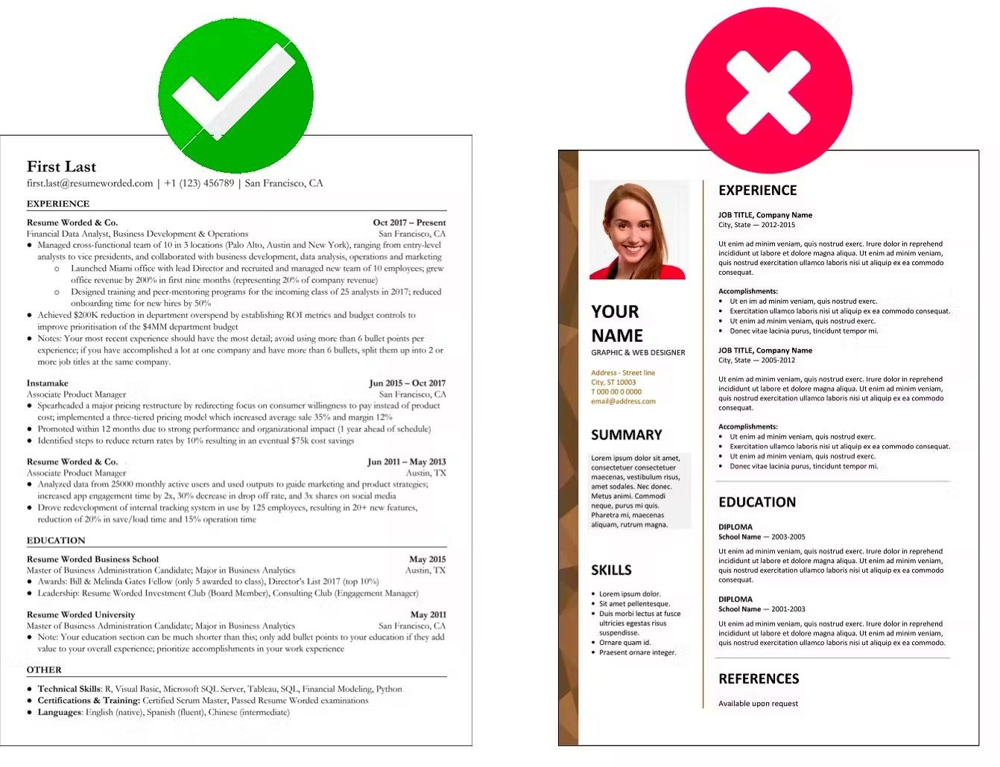 First Last
first.last@resumeworded.com | +1 (123) 456789 | San Francisco, CA
EXPERIENCE
Resume Worded & Co. Oct 2017 – Present
Financial Data Analyst, Business Development & Operations San Francisco, CA
● Managed cross-functional team of 10 in 3 locations (Palo Alto, Austin and New York), ranging from entry-level
analysts to vice presidents, and collaborated with business development, data analysis, operations and marketing
o Launched Miami office with lead Director and recruited and managed new team of 10 employees; grew
office revenue by 200% in first nine months (representing 20% of company revenue)
o Designed training and peer-mentoring programs for the incoming class of 25 analysts in 2017; reduced
onboarding time for new hires by 50%
● Achieved $200K reduction in department overspend by establishing ROI metrics and budget controls to
improve prioritisation of the $4MM department budget
● Notes: Your most recent experience should have the most detail; avoid using more than 6 bullet points per
experience; if you have accomplished a lot at one company and have more than 6 bullets, split them up into 2 or
more job titles at the same company.
Instamake Jun 2015 – Oct 2017
Associate Product Manager San Francisco, CA
● Spearheaded a major pricing restructure by redirecting focus on consumer willingness to pay instead of product
cost; implemented a three-tiered pricing model which increased average sale 35% and margin 12%
● Promoted within 12 months due to strong performance and organizational impact (1 year ahead of schedule)
● Identified steps to reduce return rates by 10% resulting in an eventual $75k cost savings
Resume Worded & Co. Jun 2011 – May 2013
Associate Product Manager Austin, TX
● Analyzed data from 25000 monthly active users and used outputs to guide marketing and product strategies;
increased app engagement time by 2x, 30% decrease in drop off rate, and 3x shares on social media
● Drove redevelopment of internal tracking system in use by 125 employees, resulting in 20+ new features,
reduction of 20% in save/load time and 15% operation time
EDUCATION
Resume Worded Business School May 2015
Master of Business Administration Candidate; Major in Business Analytics Austin, TX
● Awards: Bill & Melinda Gates Fellow (only 5 awarded to class), Director's List 2017 (top 10%)
● Leadership: Resume Worded Investment Club (Board Member), Consulting Club (Engagement Manager)
Resume Worded University May 2011
Master of Business Administration Candidate; Major in Business Analytics San Francisco, CA
● Note: Your education section can be much shorter than this; only add bullet points to your education if they add
value to your overall experience; prioritize accomplishments in your work experience
OTHER
● Technical Skills: R, Visual Basic, Microsoft SQL Server, Tableau, SQL, Financial Modeling, Python
● Certifications & Training: Certified Scrum Master, Passed Resume Worded examinations
● Languages: English (native), Spanish (fluent), Chinese (intermediate)
YOUR
NAME
GRAPHIC & WEB DESIGNER
Address - Street line
City, ST 10003
T 000 00 0 0000
email@address.com
SUMMARY
Lorem ipsum dolor sit amet,
consectetuer consectetuer
maecenas, vestibulum risus,
amet sodales. Nec donec.
Metus animi. Commodi
neque, purus mi quis.
Pharetra mi, maecenas
aliquam, rutrum magna.
SKILLS
• Lorem ipsum dolor.
• Sit amet pellentesque.
• Duis morbi lectus at fusce
ultricies egestas risus
suspendisse.
• Ornare quam id.
• Praesent ornare integer.
EXPERIENCE
JOB TITLE, Company Name
City, State — 2012-2015
Ut enim ad minim veniam, quis nostrud exerc. Irure dolor in reprehend
incididunt ut labore et dolore magna aliqua. Ut enim ad minim veniam,
quis nostrud exercitation ullamco laboris nisi ut aliquip ex ea commodo
consequat.
Accomplishments:
• Ut en im ad minim veniam, quis nostrud exerc.
• Exercitation ullamco laboris nisi ut aliquip ex ea commodo consequat.
• Ut enim ad minim veniam, quis nostrud exerc.
• Donec vitae lacinia purus, tincidunt tempor mi.
JOB TITLE, Company Name
City, State — 2005-2012
Ut enim ad minim veniam, quis nostrud exerc. Irure dolor in reprehend
incididunt ut labore et dolore magna aliqua. Ut enim ad minim veniam,
quis nostrud exercitation ullamco laboris nisi ut aliquip ex ea commodo
consequat.
Accomplishments:
• Ut enim ad minim veniam, quis nostrud exerc.
• Exercitation ullamco laboris nisi ut aliquip ex ea commodo consequat.
• Ut enim ad minim veniam, quis nostrud exerc.
• Donec vitae lacinia purus, tincidunt tempor mi.
EDUCATION
DIPLOMA
School Name — 2003-2005
Ut enim ad minim veniam, quis nostrud exerc. Irure dolor in reprehend
incididunt ut labore et dolore magna aliqua. Ut enim ad minim veniam,
quis nostrud exercitation ullamco laboris nisi ut aliquip ex ea commodo
consequat.
DIPLOMA
School Name — 2001-2003
Ut enim ad minim veniam, quis nostrud exerc. Irure dolor in reprehend
incididunt ut labore et dolore magna aliqua. Ut enim ad minim veniam,
quis nostrud exercitation ullamco laboris nisi ut aliquip ex ea commodo.
REFERENCES
Available upon request